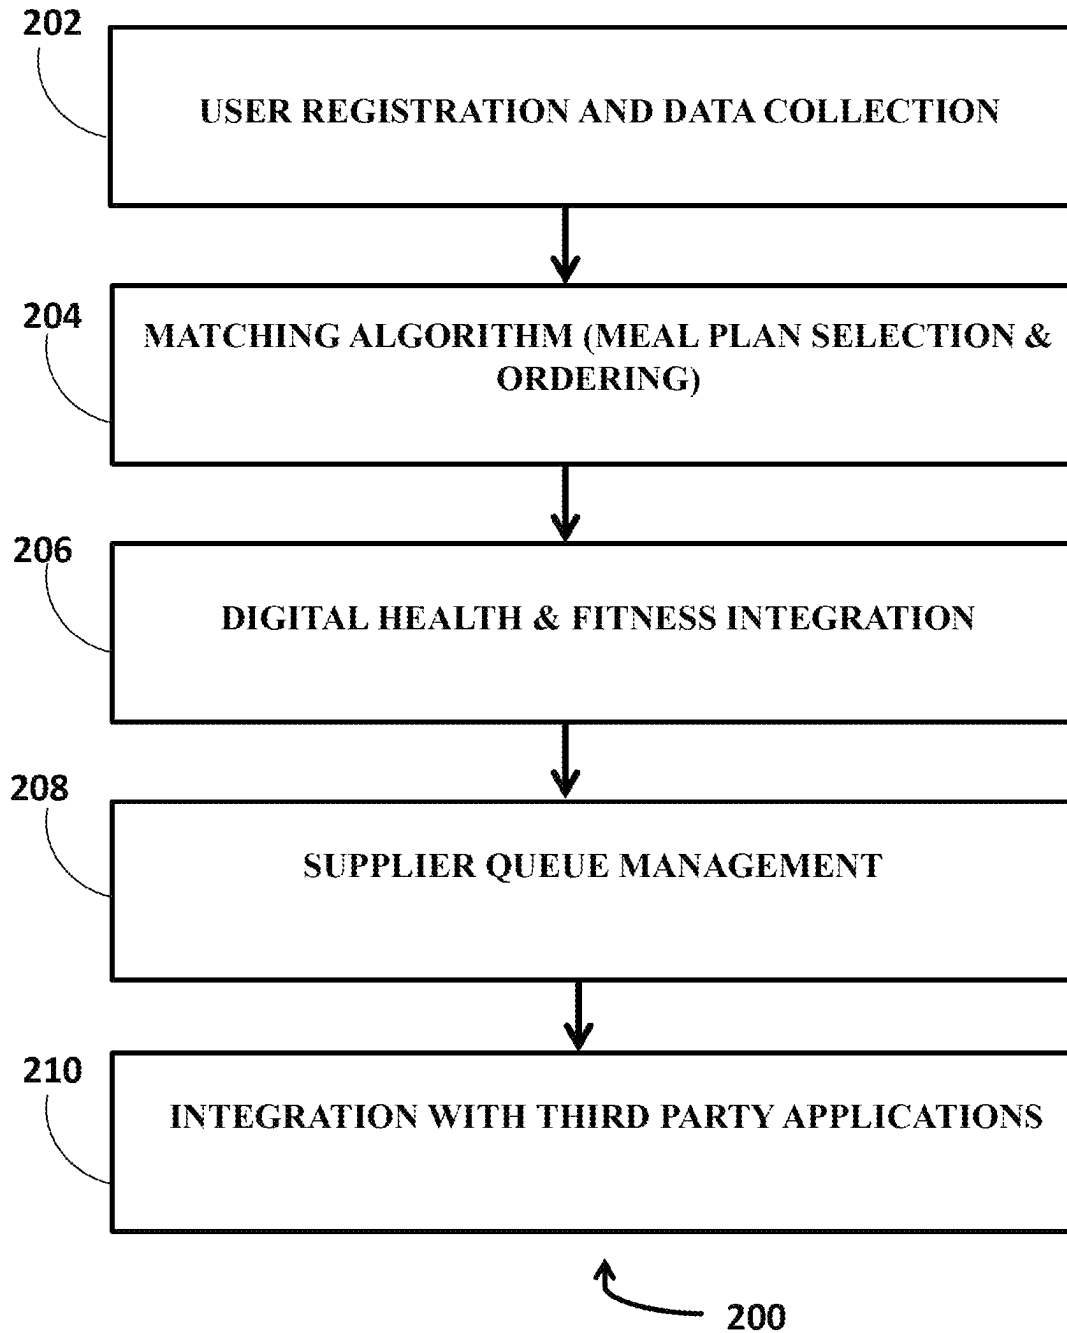 202
USER REGISTRATION AND DATA COLLECTION
204
MATCHING ALGORITHM (MEAL PLAN SELECTION &
ORDERING)
206
DIGITAL HEALTH & FITNESS INTEGRATION
208
SUPPLIER QUEUE MANAGEMENT
210
INTEGRATION WITH THIRD PARTY APPLICATIONS
200